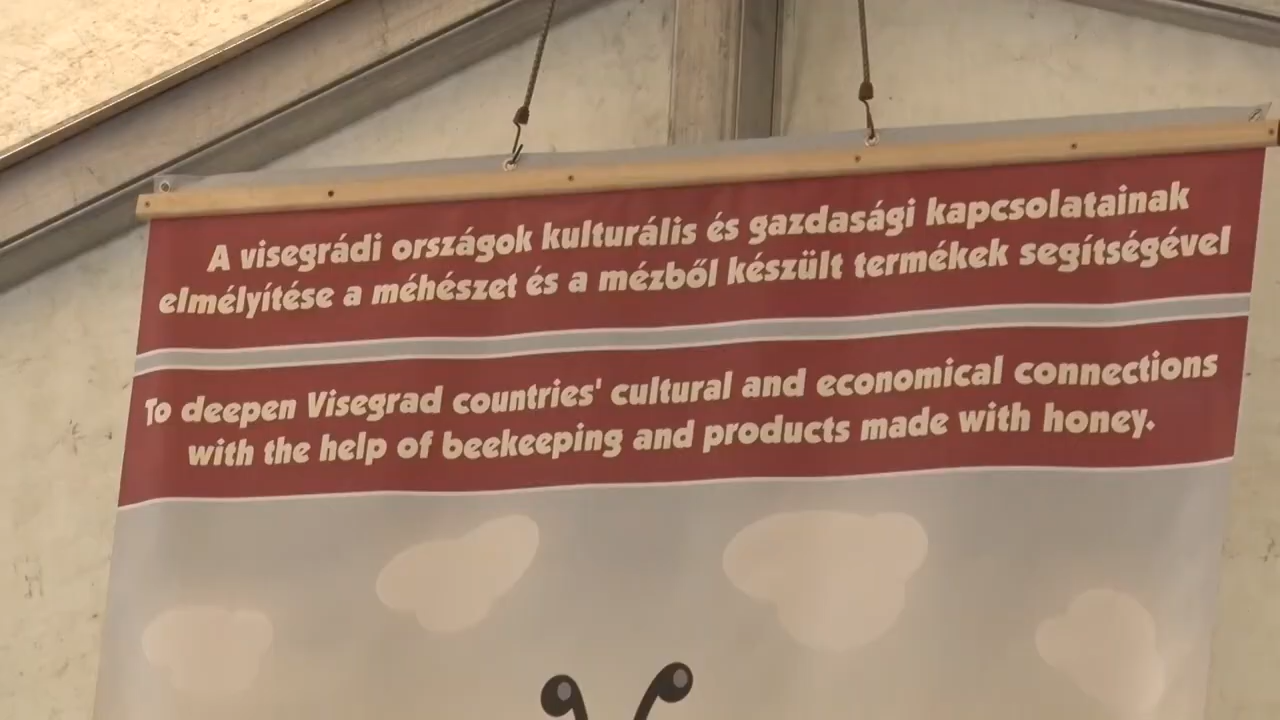 A visegrádi országok kulturális és gazdasági kapcsolatainak
elmélyítése a méhészet és a mézből készült termékek segítségével
To deepen Visegrad countries' cultural and economical connections
with the help of beekeeping and products made with honey.